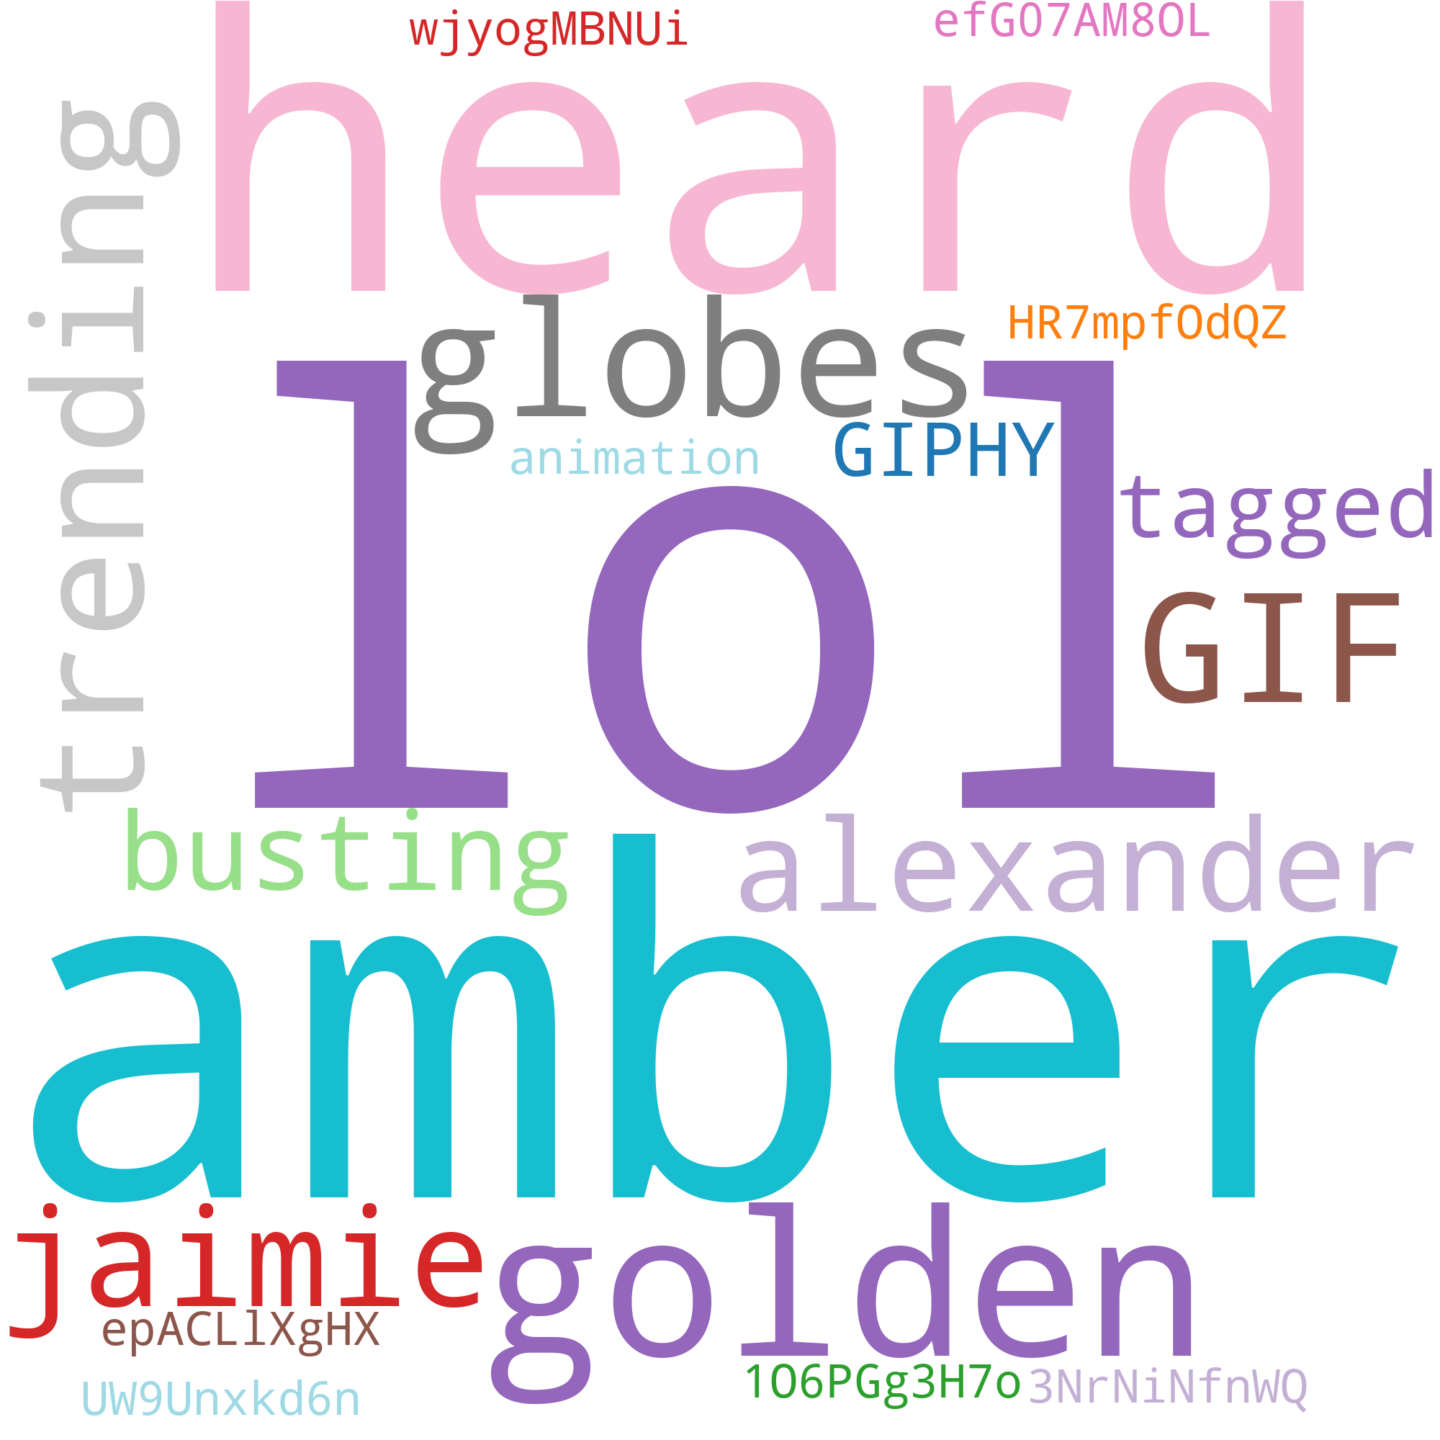 wjyogMBNUi
efG07AM8OL
heard
trending
globes
HR7mpfOdQZ
animation
GIPHY
lol
tagged
GIF
busting
alexander
amber
jaimie
golden
epACLlXgHX
UW9Unxkd6n
1O6PGg3H7o
3NrNiNfnWQ